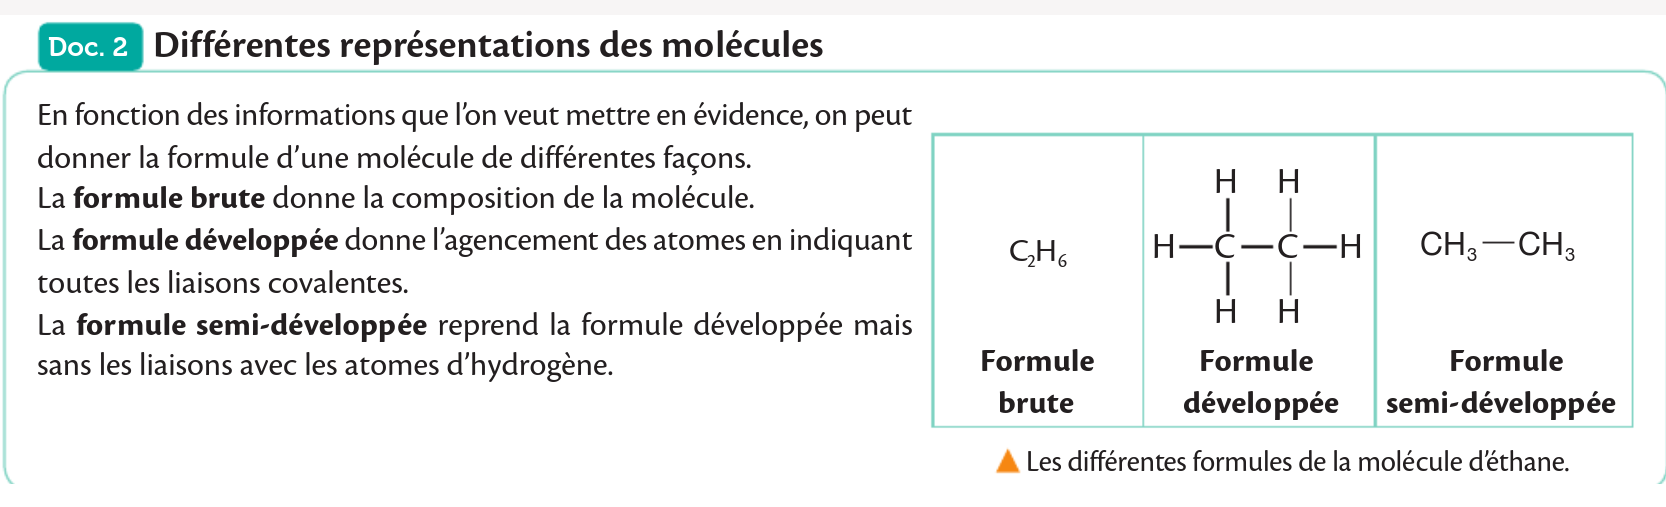 Doc. 2 Différentes représentations des molécules
En fonction des informations que l'on veut mettre en évidence, on peut
donner la formule d'une molécule de différentes façons.
La formule brute donne la composition de la molécule.
La formule développée donne l'agencement des atomes en indiquant
toutes les liaisons covalentes.
La formule semi-développée reprend la formule développée mais
sans les liaisons avec les atomes d'hydrogène.
C₂H₆
H H
H—C—C—H
H H
CH₃—CH₃
Formule
brute
Formule
développée
Formule
semi-développée
Les différentes formules de la molécule d'éthane.